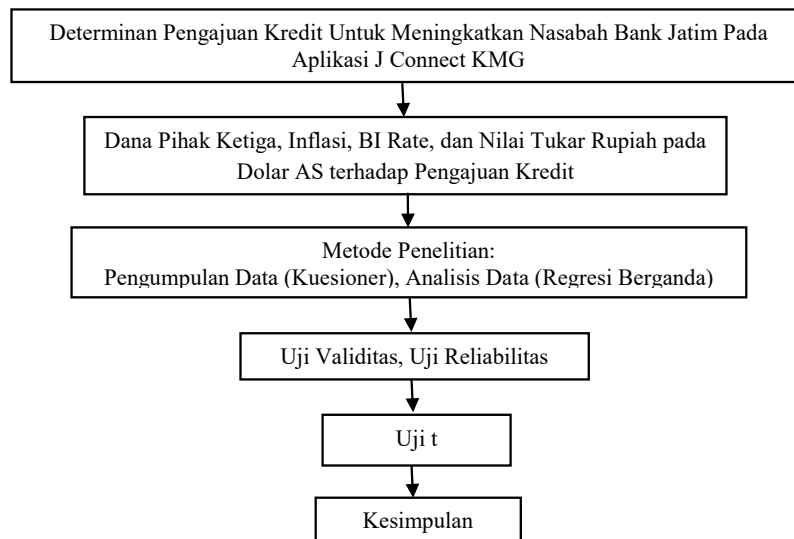 Determinan Pengajuan Kredit Untuk Meningkatkan Nasabah Bank Jatim Pada
Aplikasi J Connect KMG
Dana Pihak Ketiga, Inflasi, BI Rate, dan Nilai Tukar Rupiah pada
Dolar AS terhadap Pengajuan Kredit
Metode Penelitian:
Pengumpulan Data (Kuesioner), Analisis Data (Regresi Berganda)
Uji Validitas, Uji Reliabilitas
Uji t
Kesimpulan